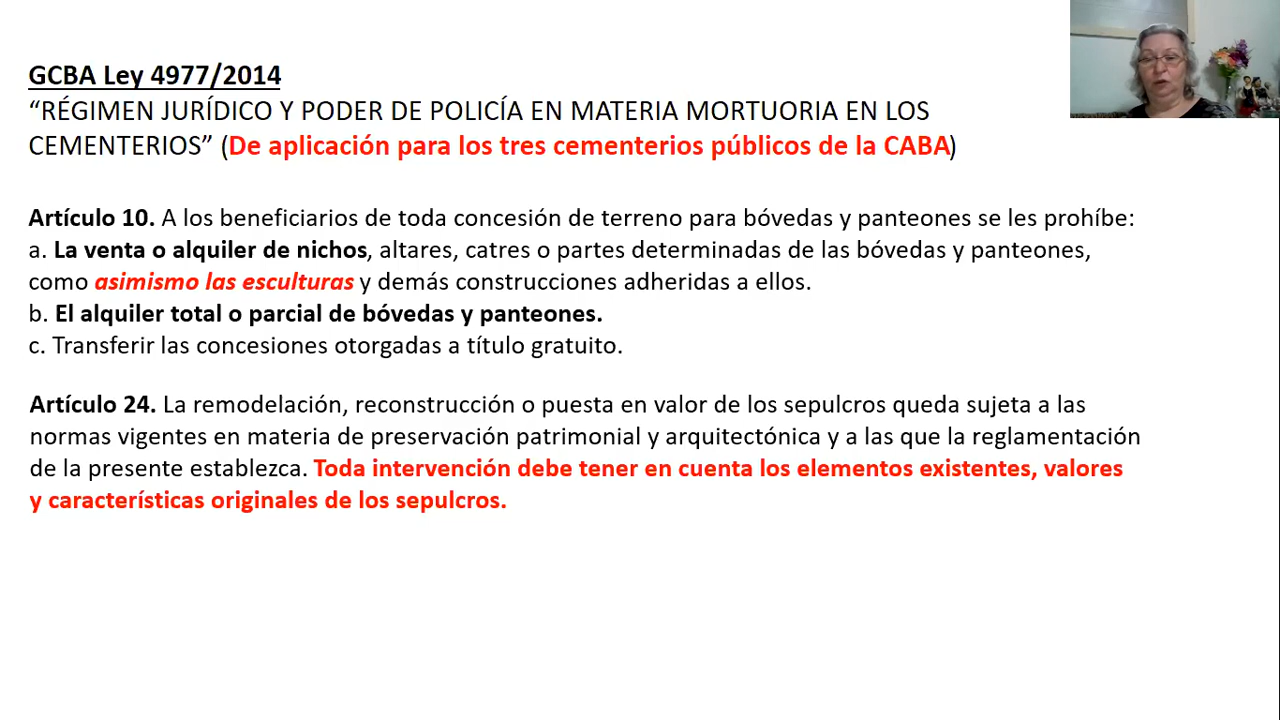 GCBA Ley 4977/2014
“RÉGIMEN JURÍDICO Y PODER DE POLICÍA EN MATERIA MORTUORIA EN LOS
CEMENTERIOS” (De aplicación para los tres cementerios públicos de la CABA)
Artículo 10. A los beneficiarios de toda concesión de terreno para bóvedas y panteones se les prohíbe:
a. La venta o alquiler de nichos, altares, catres o partes determinadas de las bóvedas y panteones,
como asimismo las esculturas y demás construcciones adheridas a ellos.
b. El alquiler total o parcial de bóvedas y panteones.
c. Transferir las concesiones otorgadas a título gratuito.
Artículo 24. La remodelación, reconstrucción o puesta en valor de los sepulcros queda sujeta a las
normas vigentes en materia de preservación patrimonial y arquitectónica y a las que la reglamentación
de la presente establezca. Toda intervención debe tener en cuenta los elementos existentes, valores
y características originales de los sepulcros.